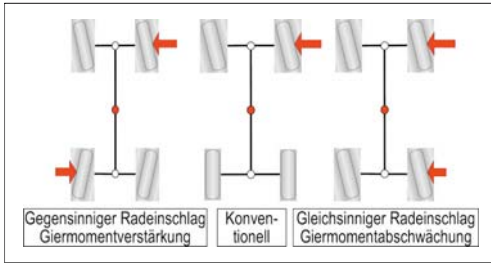 Gegensinniger Radeinschlag
Giermomentverstärkung
Konven-
tionell
Gleichsinniger Radeinschlag
Giermomentabschwächung